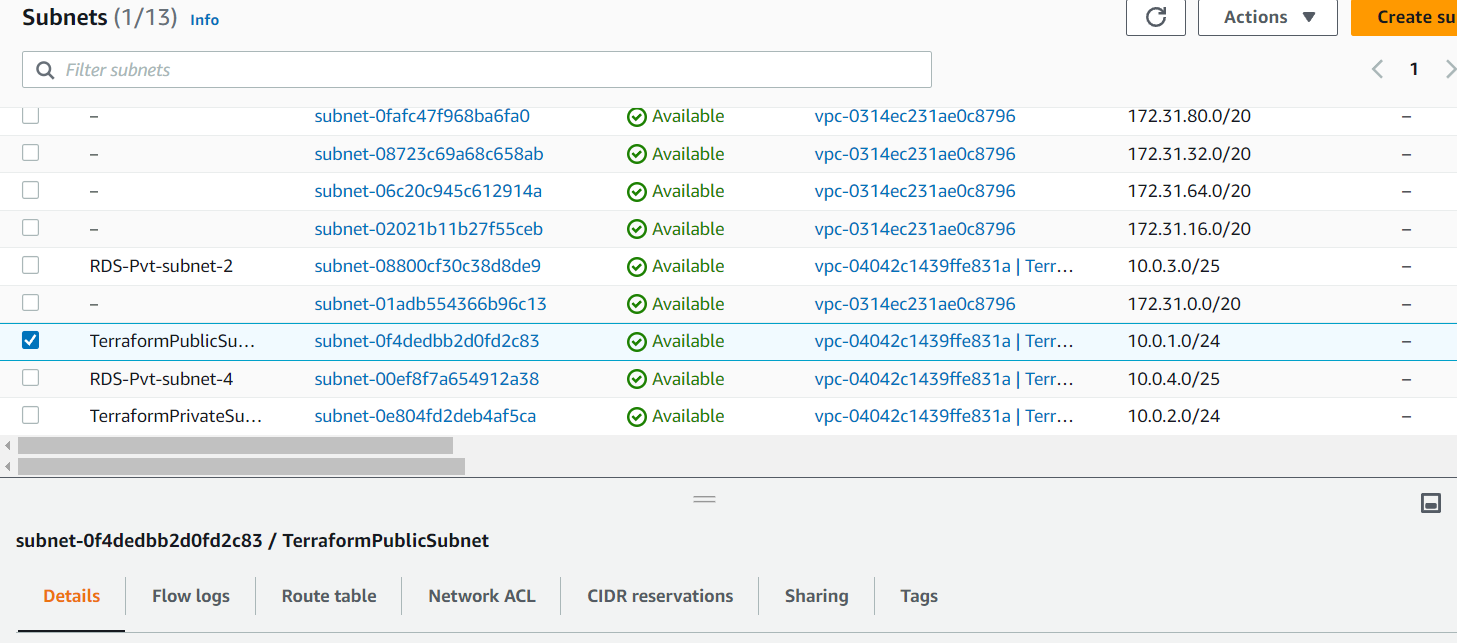 Subnets (1/13) Info
Actions
Create su
Filter subnets
1
– subnet-0fafc47f968ba6fa0 Available vpc-0314ec231ae0c8796 172.31.80.0/20 –
– subnet-08723c69a68c658ab Available vpc-0314ec231ae0c8796 172.31.32.0/20 –
– subnet-06c20c945c612914a Available vpc-0314ec231ae0c8796 172.31.64.0/20 –
– subnet-02021b11b27f55ceb Available vpc-0314ec231ae0c8796 172.31.16.0/20 –
RDS-Pvt-subnet-2 subnet-08800cf30c38d8de9 Available vpc-04042c1439ffe831a | Terr… 10.0.3.0/25 –
– subnet-01adb554366b96c13 Available vpc-0314ec231ae0c8796 172.31.0.0/20 –
TerraformPublicSu… subnet-0f4dedbb2d0fd2c83 Available vpc-04042c1439ffe831a | Terr… 10.0.1.0/24 –
RDS-Pvt-subnet-4 subnet-00ef8f7a654912a38 Available vpc-04042c1439ffe831a | Terr… 10.0.4.0/25 –
TerraformPrivateSu… subnet-0e804fd2deb4af5ca Available vpc-04042c1439ffe831a | Terr… 10.0.2.0/24 –
subnet-0f4dedbb2d0fd2c83 / TerraformPublicSubnet
Details Flow logs Route table Network ACL CIDR reservations Sharing Tags